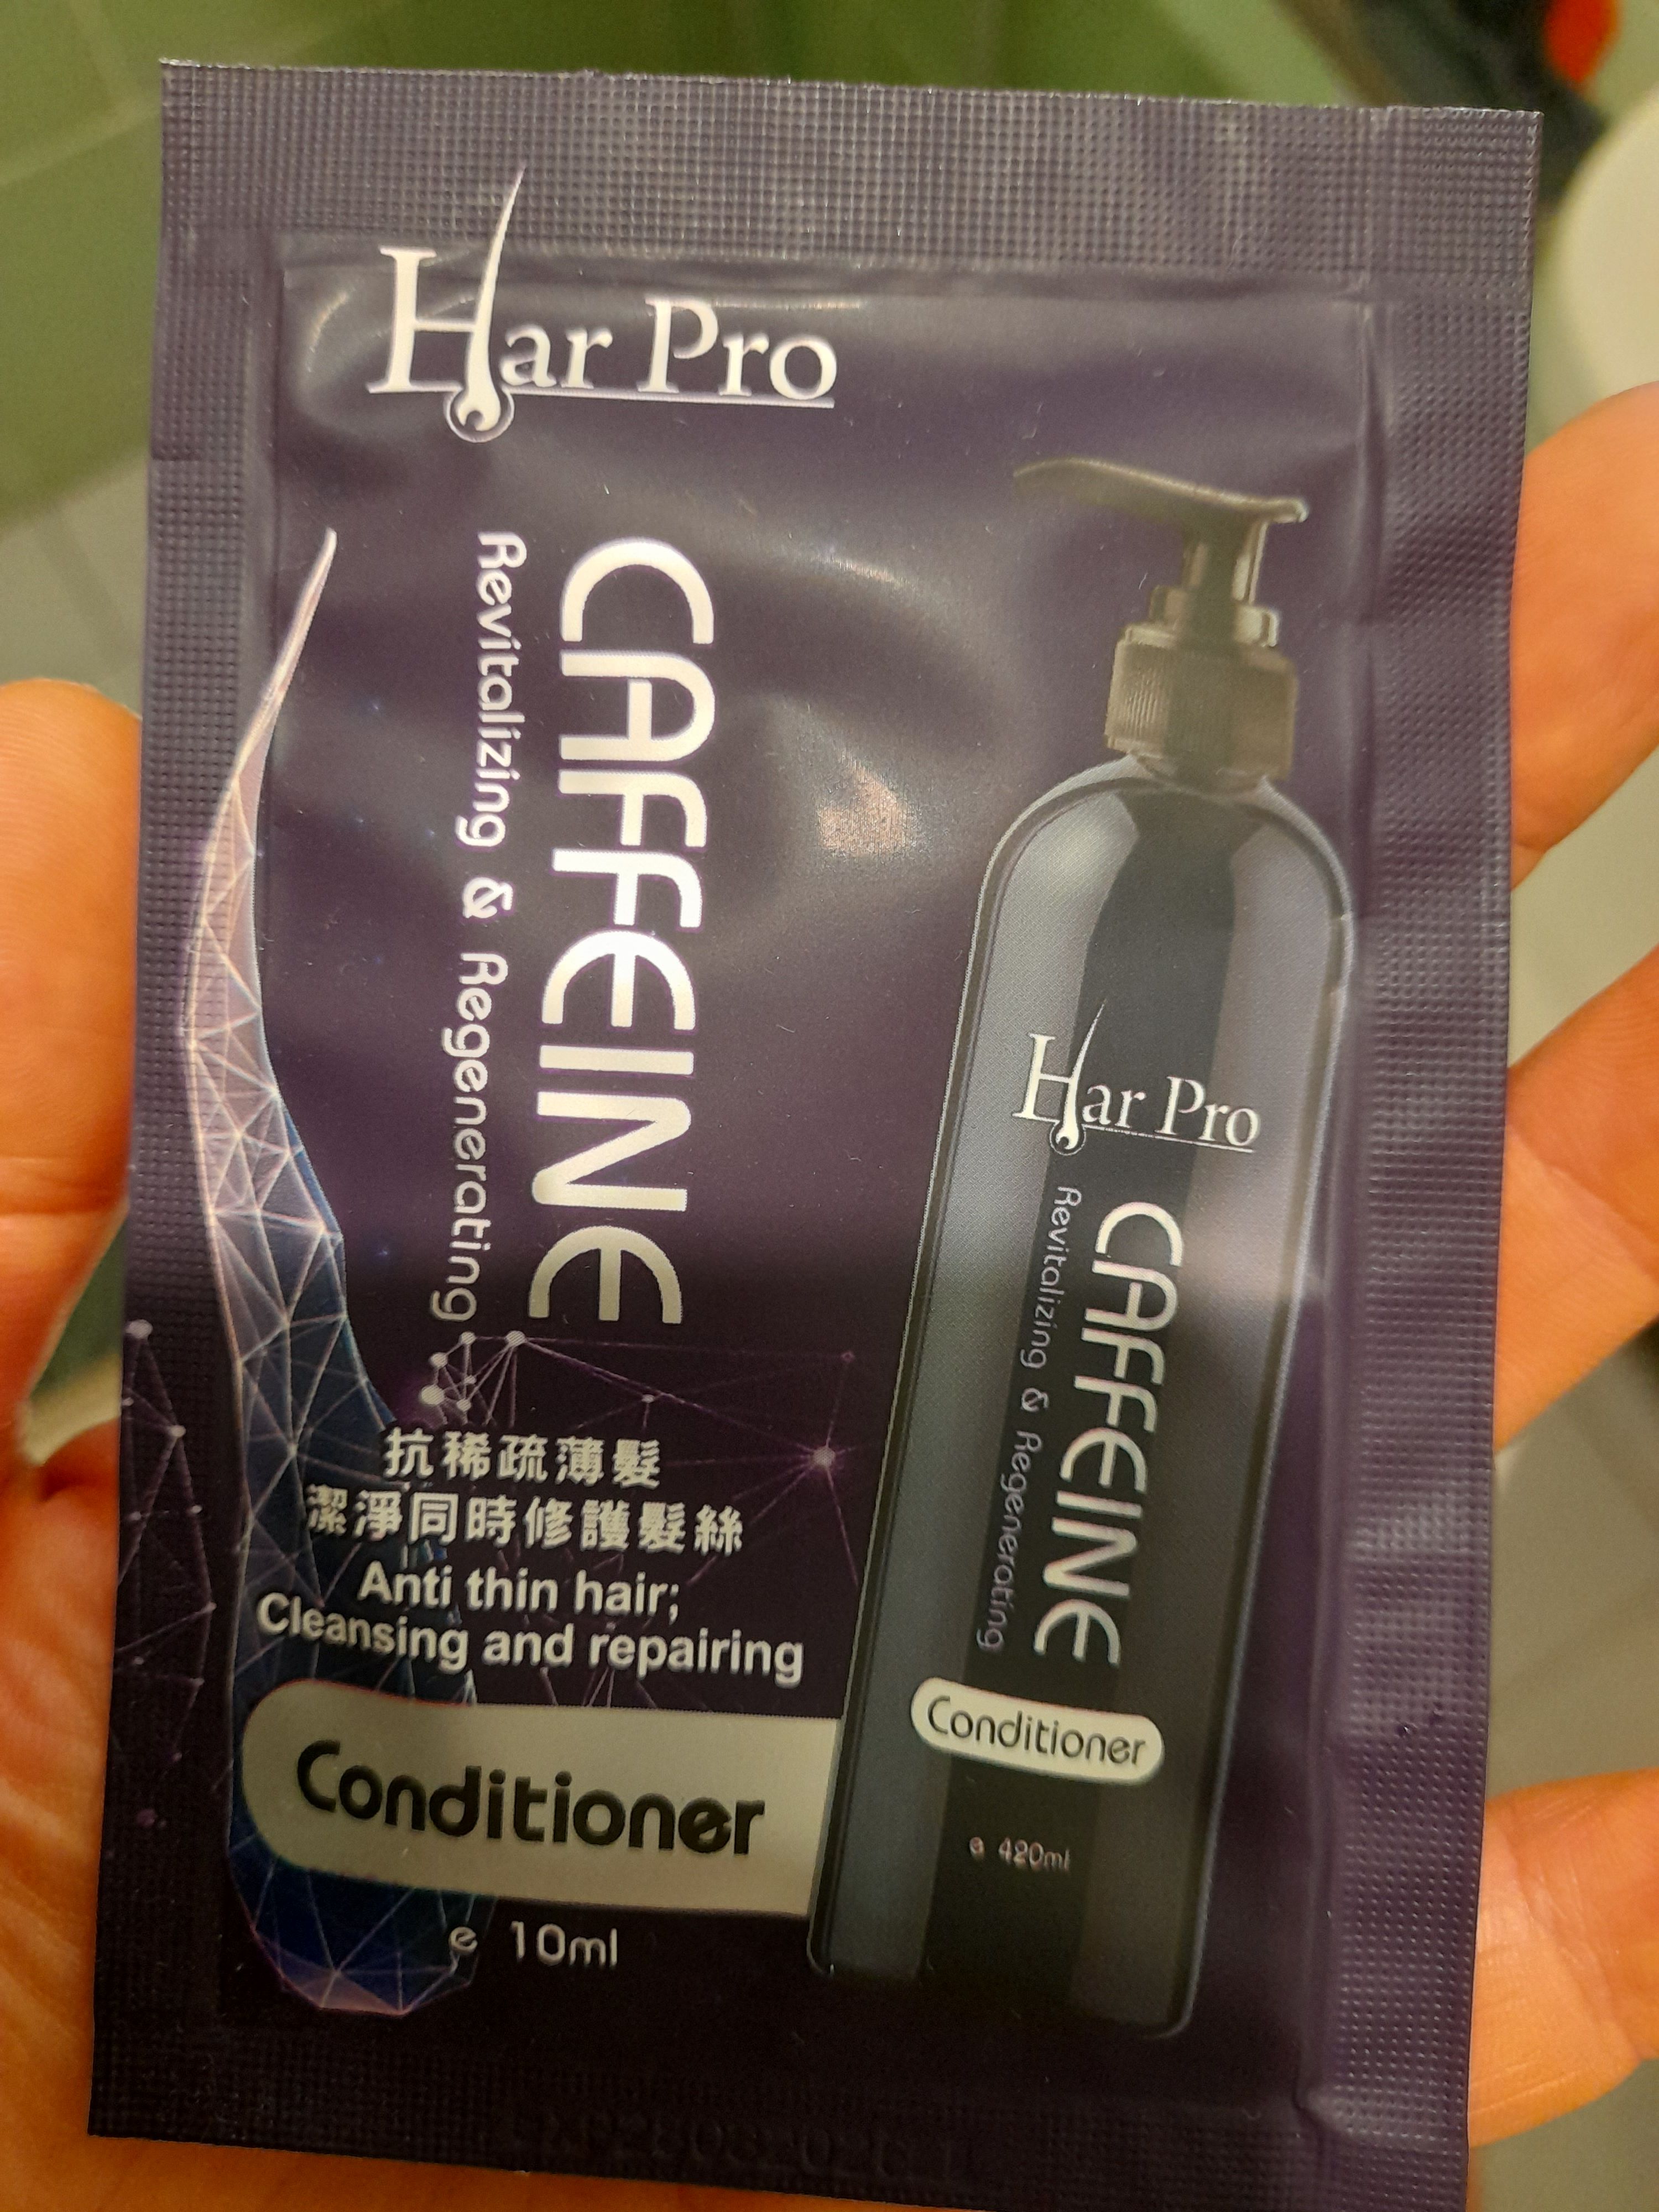 Har Pro
CAFFEINE
Revitalizing & Regenerating
抗稀疏薄髮
潔淨同時修護髮絲
Anti thin hair;
Cleansing and repairing
Conditioner
e 10ml
Har Pro
CAFFEINE
Revitalizing & Regenerating
Conditioner
e 420ml